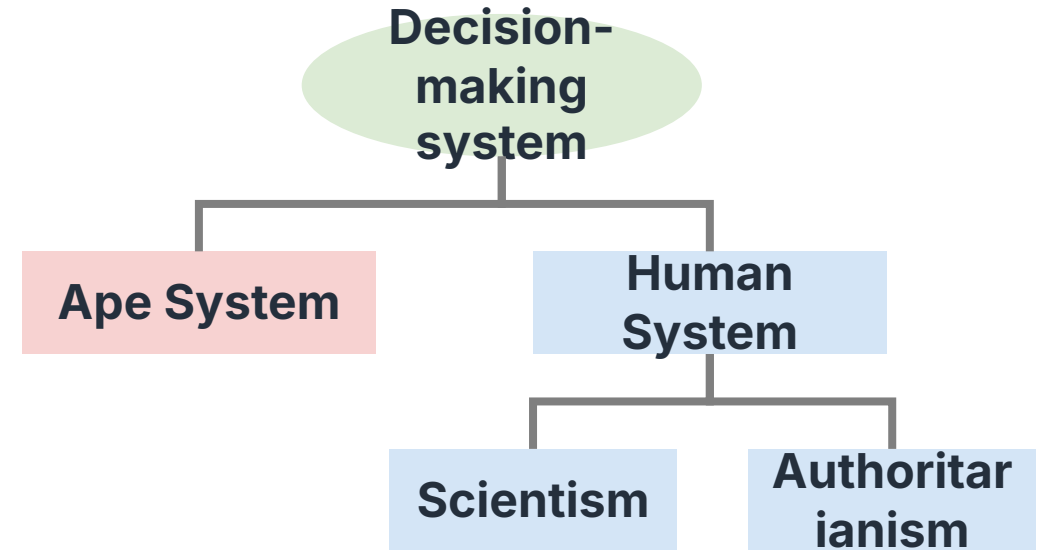 Decision-
making
system
Ape System
Human
System
Scientism
Authoritar
ianism